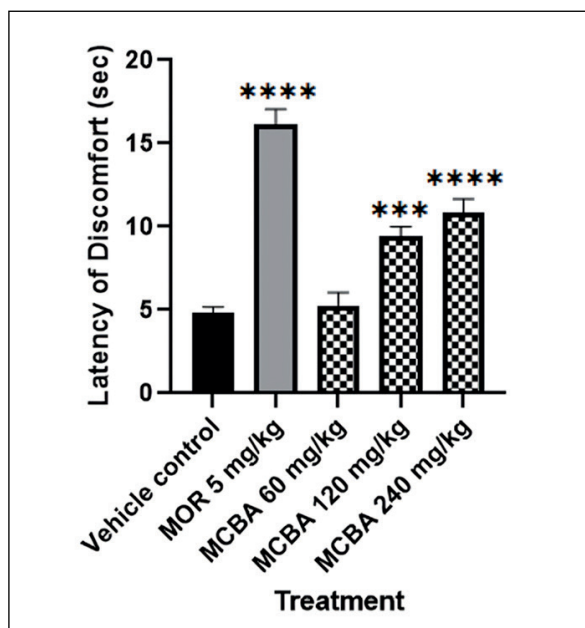 Latency of Discomfort (sec)
20
15
10
5
0
****
***
****
Vehicle control
MOR 5 mg/kg
MCBA 60 mg/kg
MCBA 120 mg/kg
MCBA 240 mg/kg
Treatment